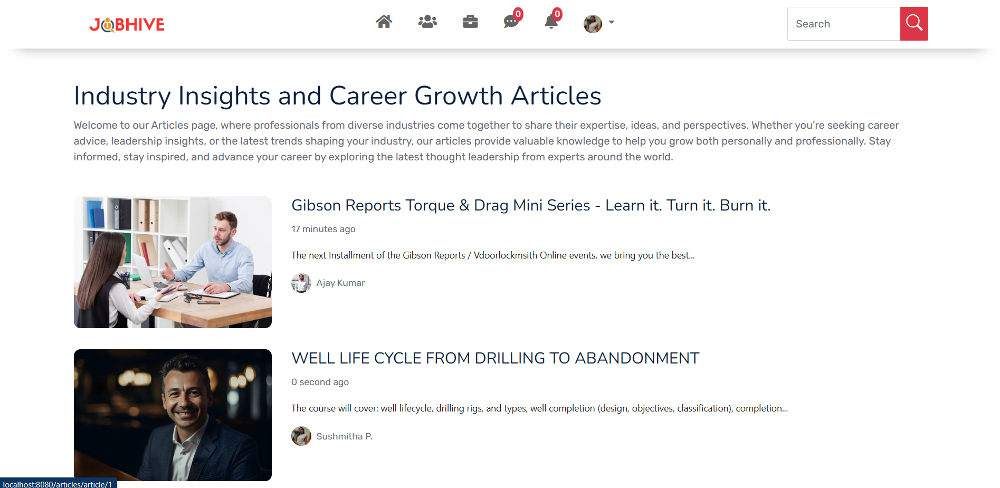 JOBHIVE
0
0
Search
Industry Insights and Career Growth Articles
Welcome to our Articles page, where professionals from diverse industries come together to share their expertise, ideas, and perspectives. Whether you're seeking career
advice, leadership insights, or the latest trends shaping your industry, our articles provide valuable knowledge to help you grow both personally and professionally. Stay
informed, stay inspired, and advance your career by exploring the latest thought leadership from experts around the world.
Gibson Reports Torque & Drag Mini Series - Learn it. Turn it. Burn it.
17 minutes ago
The next Installment of the Gibson Reports / Vdoorlockmsith Online events, we bring you the best...
Ajay Kumar
WELL LIFE CYCLE FROM DRILLING TO ABANDONMENT
0 second ago
The course will cover: well lifecycle, drilling rigs, and types, well completion (design, objectives, classification), completion...
Sushmitha P.
localhost:8080/articles/article/1